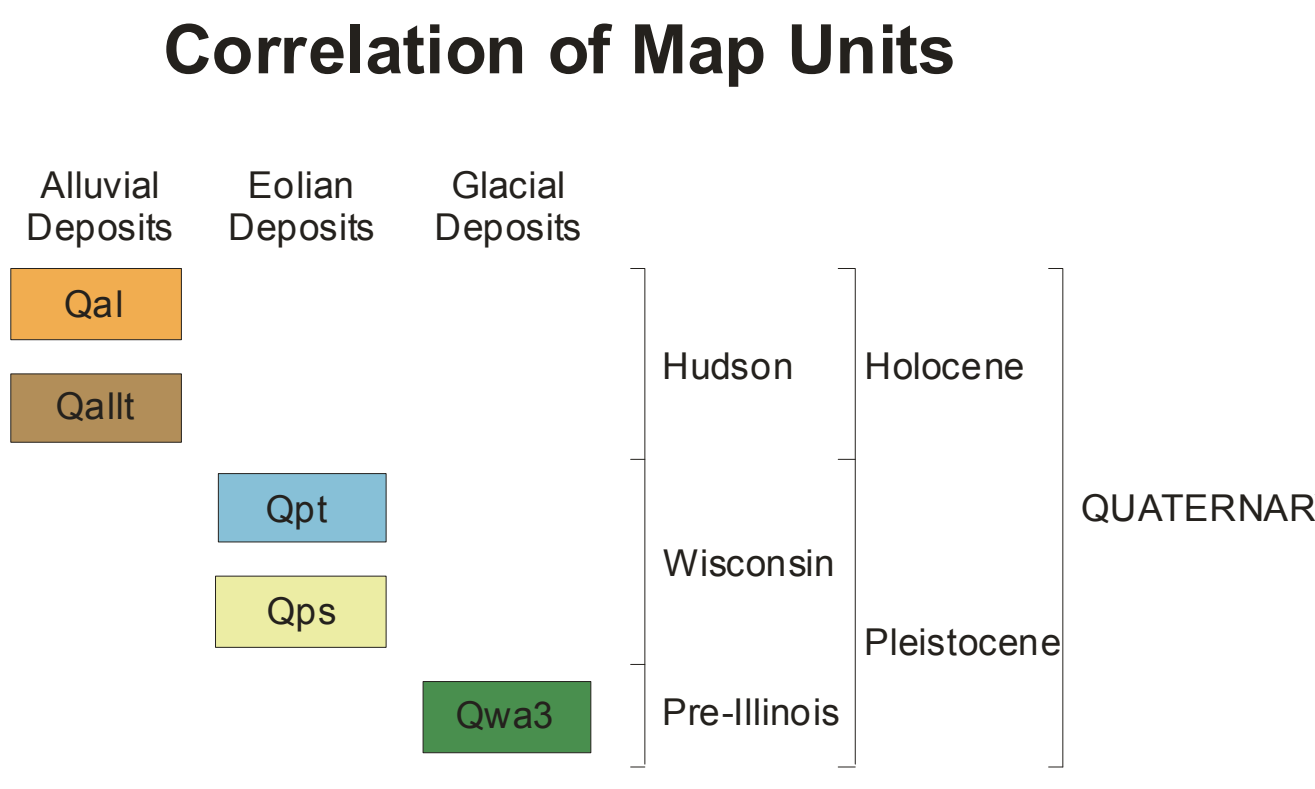 Correlation of Map Units
Alluvial
Deposits
Eolian
Deposits
Glacial
Deposits
Qal
Hudson
Holocene
Qallt
Qpt
QUATERNAR
Wisconsin
Qps
Pleistocene
Qwa3
Pre-Illinois